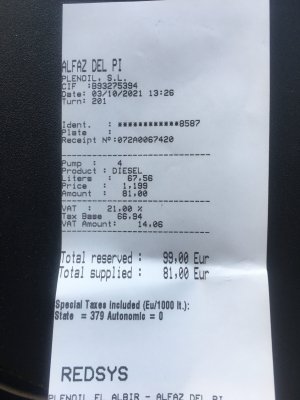 ALFAZ DEL PI
PLENOIL, S.L.
CIF :B93275394
Date: 03/10/2021 13:26
Turn: 201
Ident. : ************8587
Plate :
Receipt Nº:072A0067420
Pump : 4
Product : DIESEL
Liters : 67,56
Price : 1,199
Amount : 81,00
VAT : 21,00 %
Tax Base 66,94
VAT Amount: 14,06
Total reserved : 99,00 Eur
Total supplied : 81,00 Eur
Special Taxes included (Eu/1000 lt.):
State = 379 Autonomic = 0
REDSYS
PLENOIL EL ALBIR - ALFAZ DEL PI